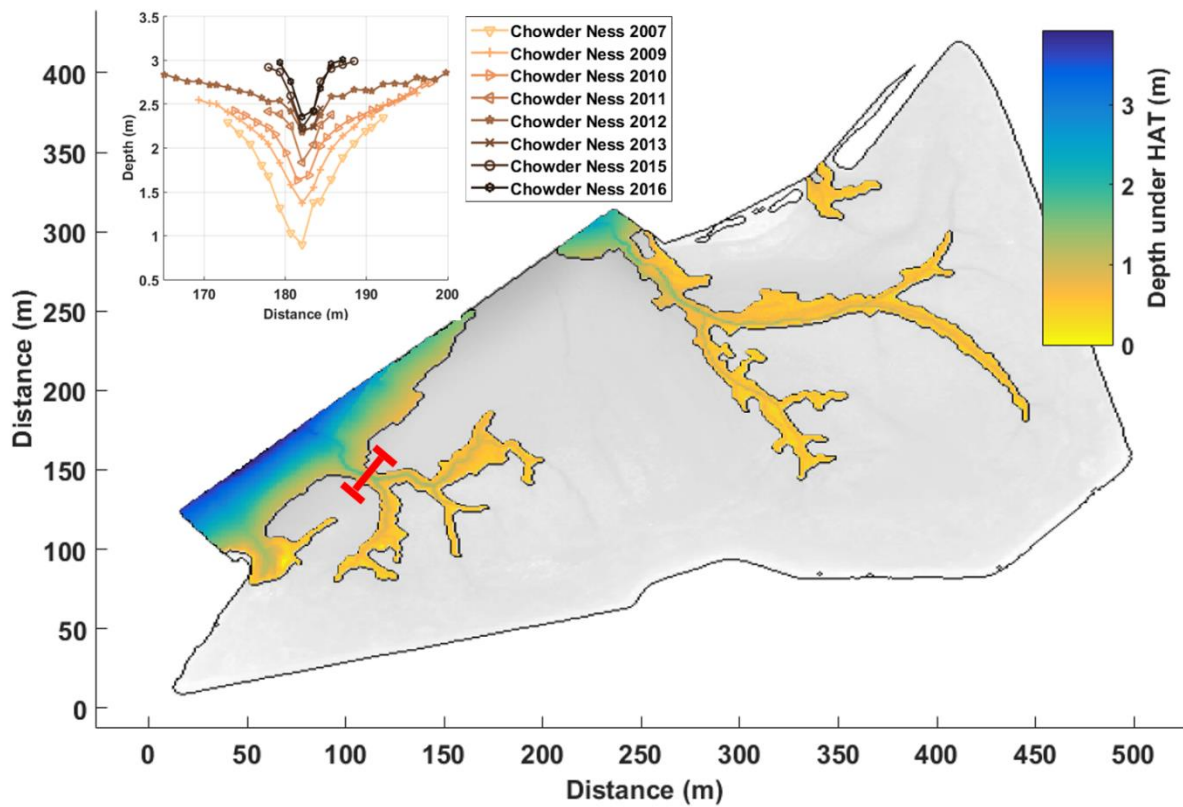 3.5
3
2.5
2
1.5
1
0.5
Depth (m)
170
180
190
200
Distance (m)
Chowder Ness 2007
Chowder Ness 2009
Chowder Ness 2010
Chowder Ness 2011
Chowder Ness 2012
Chowder Ness 2013
Chowder Ness 2015
Chowder Ness 2016
3
2
1
0
Depth under HAT (m)
400
350
300
250
200
150
100
50
0
Distance (m)
0
50
100
150
200
250
300
350
400
450
500
Distance (m)